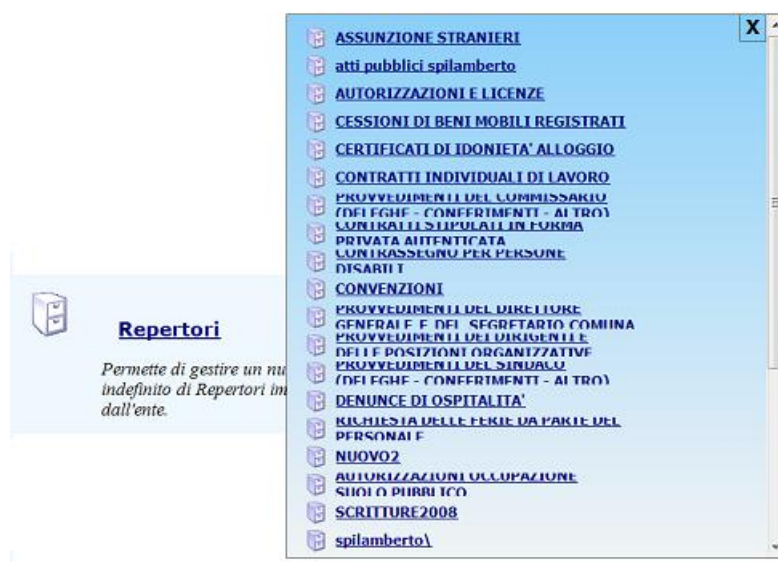 X
ASSUNZIONE STRANIERI
atti pubblici spilamberto
AUTORIZZAZIONI E LICENZE
CESSIONI DI BENI MOBILI REGISTRATI
CERTIFICATI DI IDONIETA' ALLOGGIO
CONTRATTI INDIVIDUALI DI LAVORO
PROVVEDIMENTI DEL COMMISSARIO
(DELEGHE - CONFERIMENTI - ALTRO)
CONTRATTI STIPULATI IN FORMA
PRIVATA AUTENTICATA
CONTRASSEGNO PER PERSONE
DISABILI
CONVENZIONI
PROVVEDIMENTI DEL DIRETTORE
GENERALE E DEL SEGRETARIO COMUNA
PROVVEDIMENTI DEI DIRIGENTI E
DELLE POSIZIONI ORGANIZZATIVE
PROVVEDIMENTI DEL SINDACO
(DELEGHE - CONFERIMENTI - ALTRO)
DENUNCE DI OSPITALITA'
RICHIESTA DELLE FERIE DA PARTE DEL
PERSONALE
NUOVO2
AUTORIZZAZIONI OCCUPAZIONE
SUOLO PUBBLICO
SCRITTURE2008
spilamberto\
Repertori
Permette di gestire un nu
indefinito di Repertori im
dall'ente.